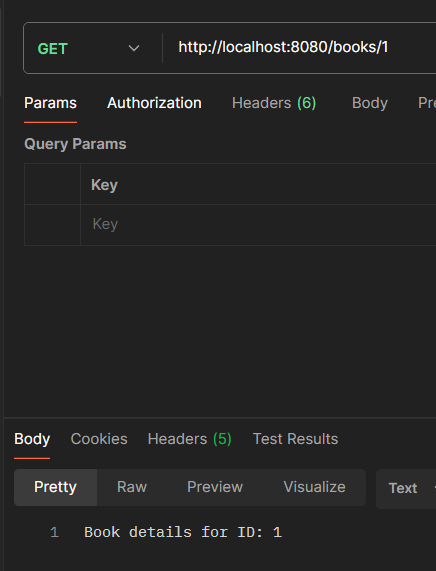 GET http://localhost:8080/books/1
Params Authorization Headers (6) Body
Query Params
Key
Key
Body Cookies Headers (5) Test Results
Pretty Raw Preview Visualize Text
1 Book details for ID: 1